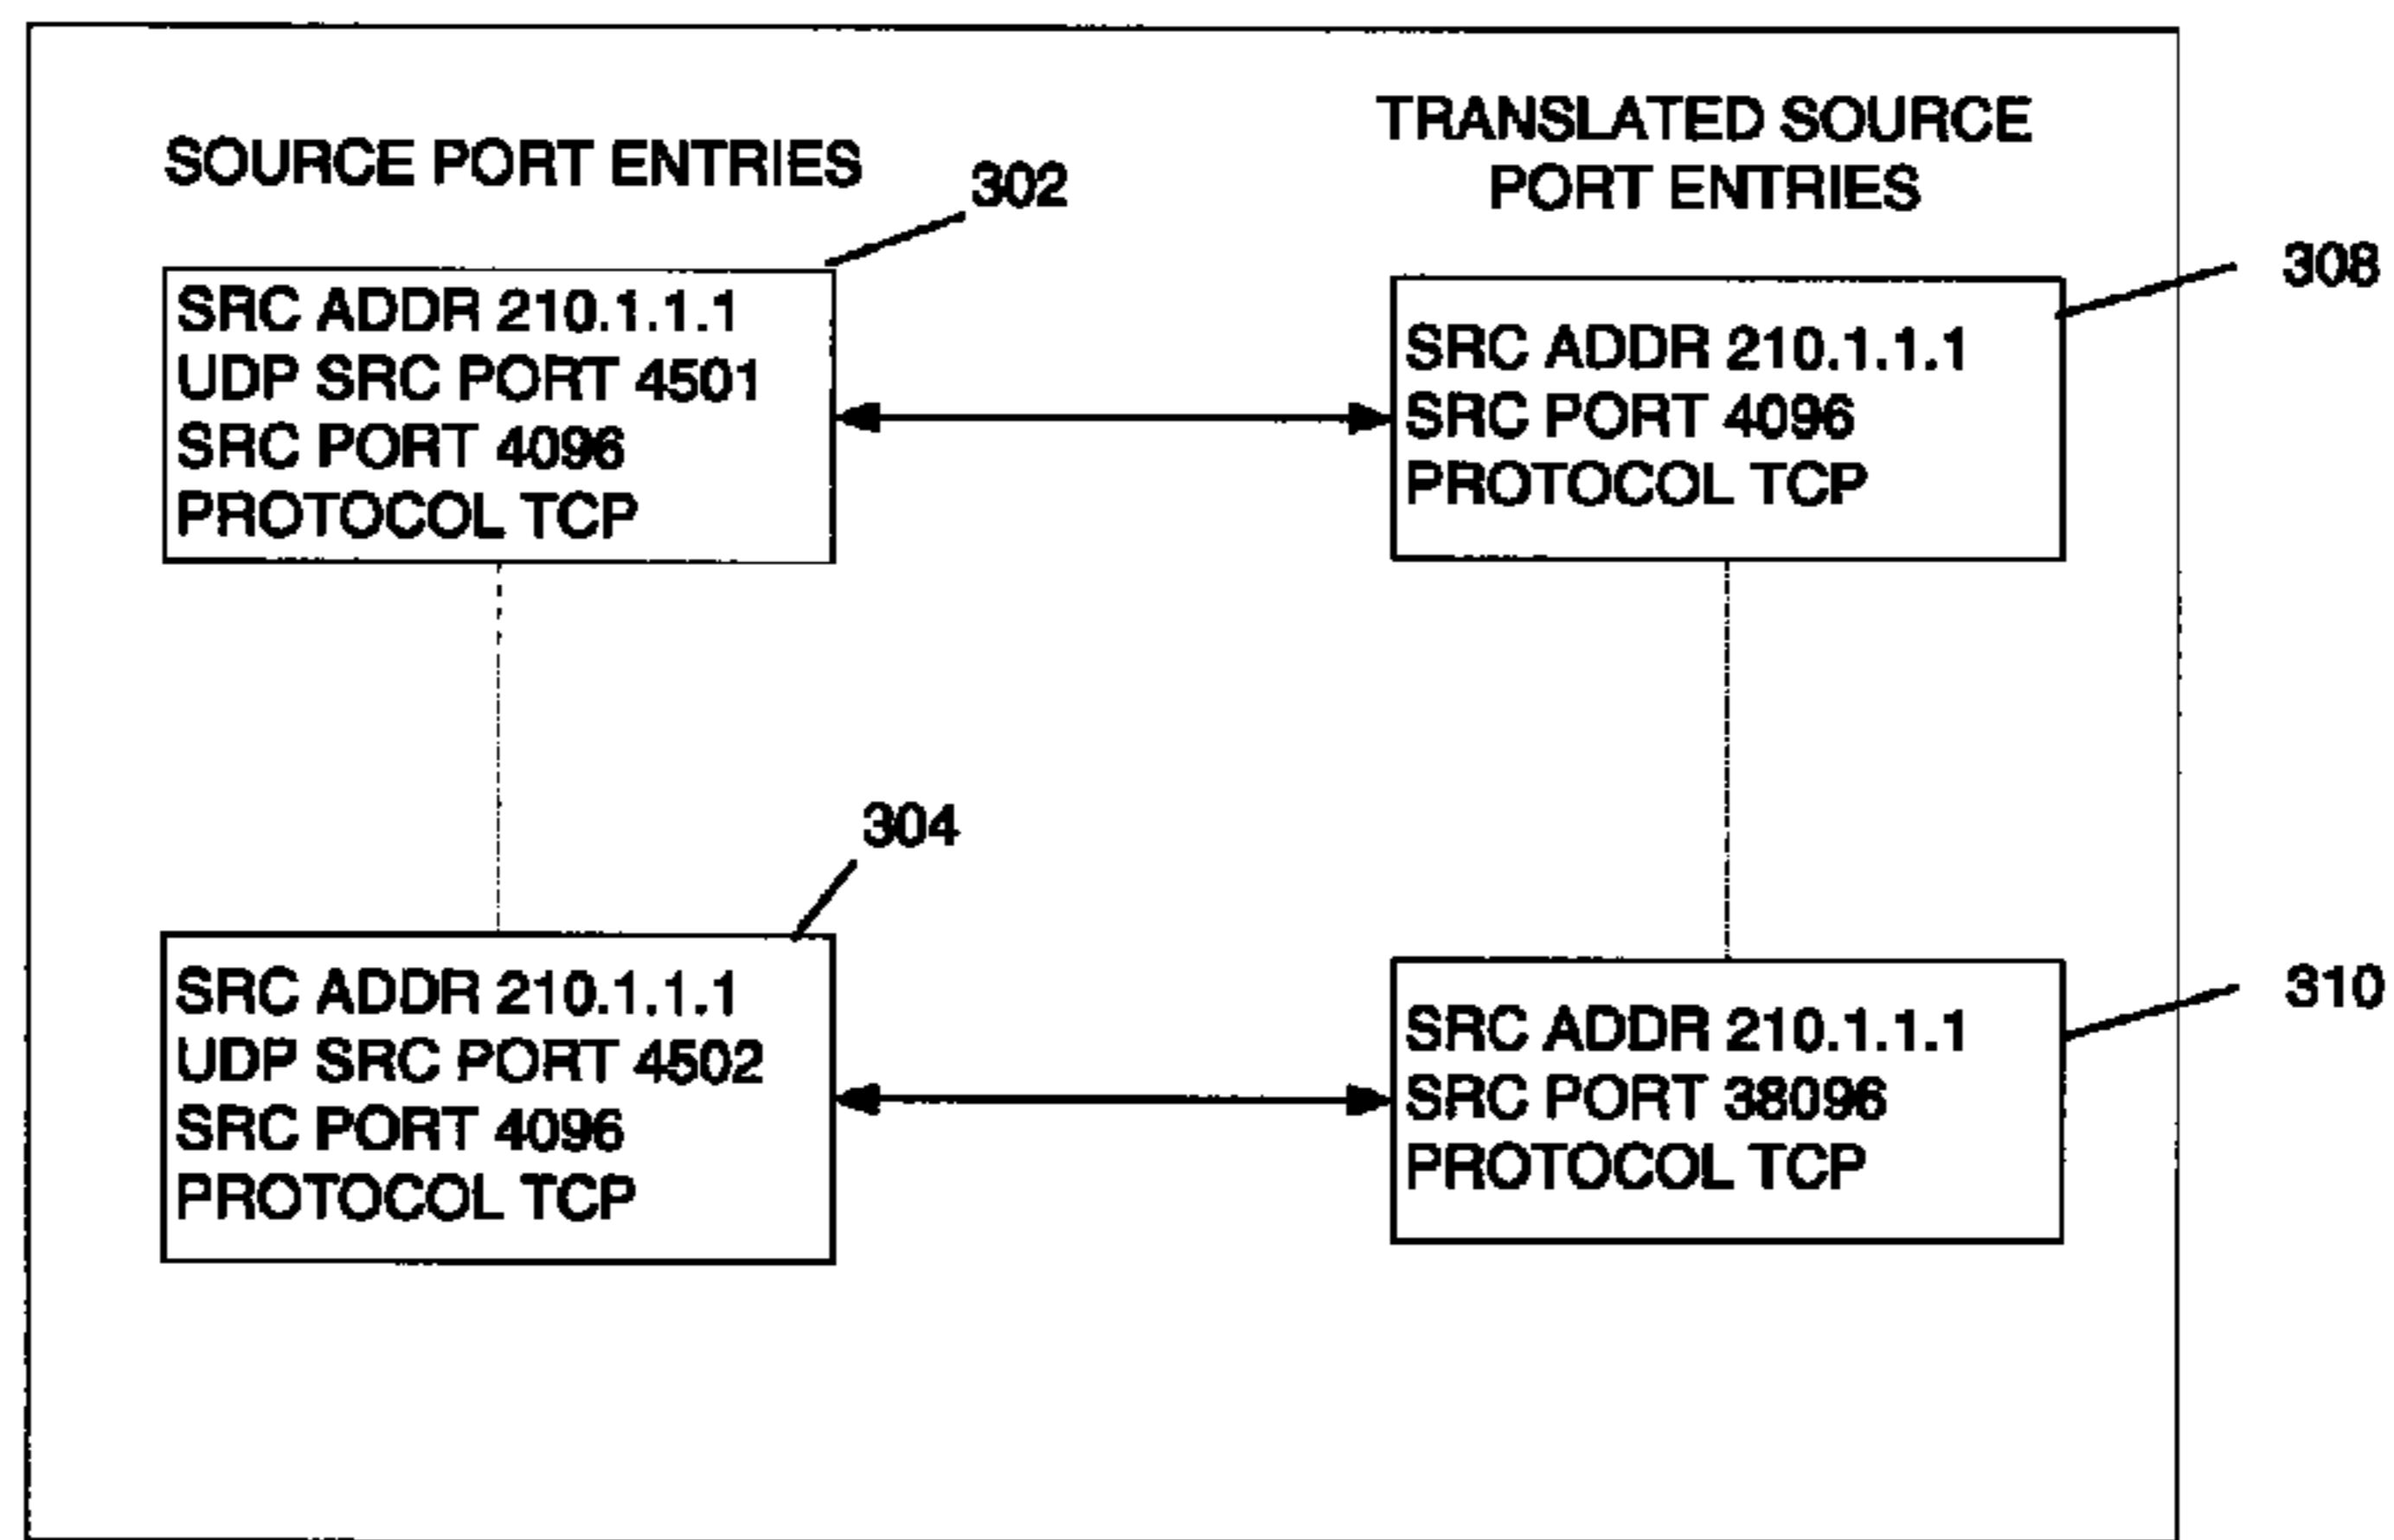 SOURCE PORT ENTRIES
302
SRC ADDR 210.1.1.1
UDP SRC PORT 4501
SRC PORT 4096
PROTOCOL TCP
TRANSLATED SOURCE
PORT ENTRIES
308
SRC ADDR 210.1.1.1
SRC PORT 4096
PROTOCOL TCP
304
SRC ADDR 210.1.1.1
UDP SRC PORT 4502
SRC PORT 4096
PROTOCOL TCP
310
SRC ADDR 210.1.1.1
SRC PORT 38096
PROTOCOL TCP